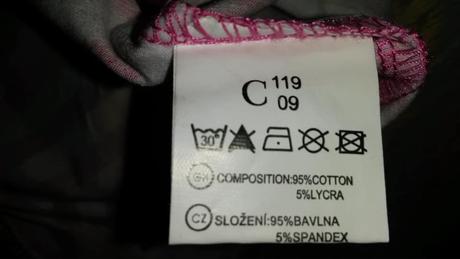 C 119
09
30°
GB COMPOSITION:95%COTTON
5%LYCRA
CZ SLOŽENÍ:95%BAVLNA
5%SPANDEX